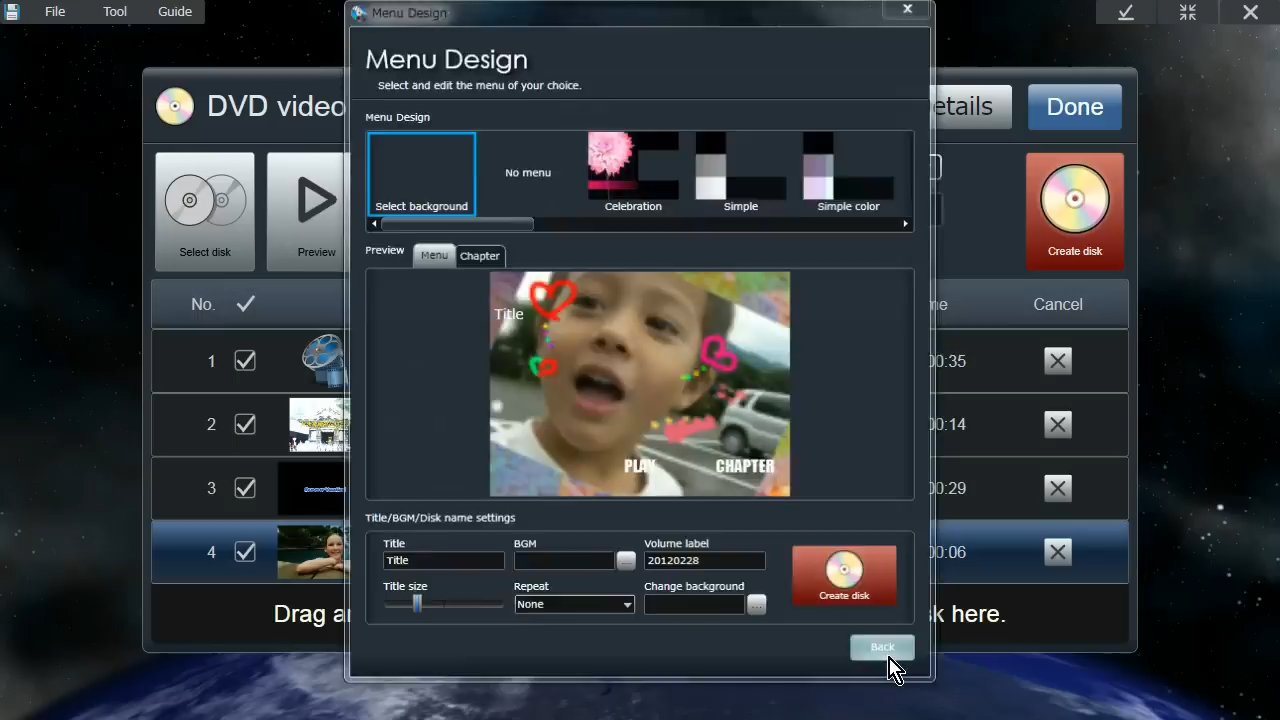 File Tool Guide
Menu Design
Menu Design
Select and edit the menu of your choice.
DVD video
etails
Done
Menu Design
Select background
No menu
Celebration
Simple
Simple color
Select disk
Preview
Create disk
Preview Menu Chapter
No.
me
Cancel
Title
PLAY CHAPTER
1
00:35
2
00:14
3
00:29
4
00:06
Title/BGM/Disk name settings
Title BGM Volume label
Title 20120228
Title size Repeat Change background
None
Create disk
Drag ar
k here.
Back